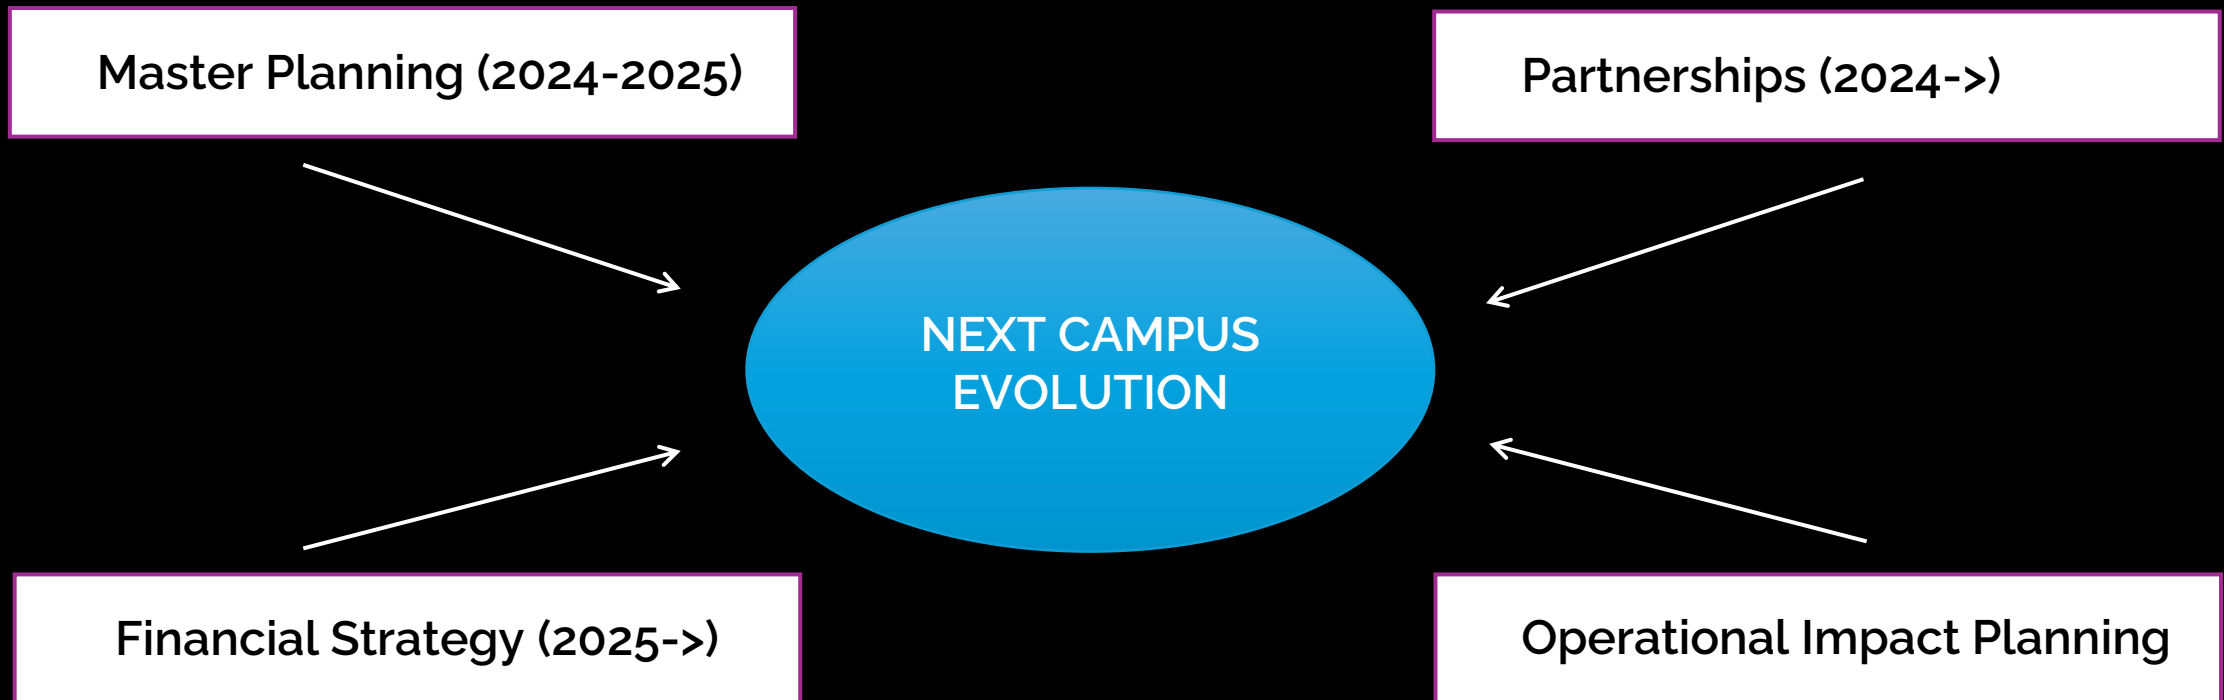 Master Planning (2024-2025)
Partnerships (2024->)
NEXT CAMPUS
EVOLUTION
Financial Strategy (2025->)
Operational Impact Planning